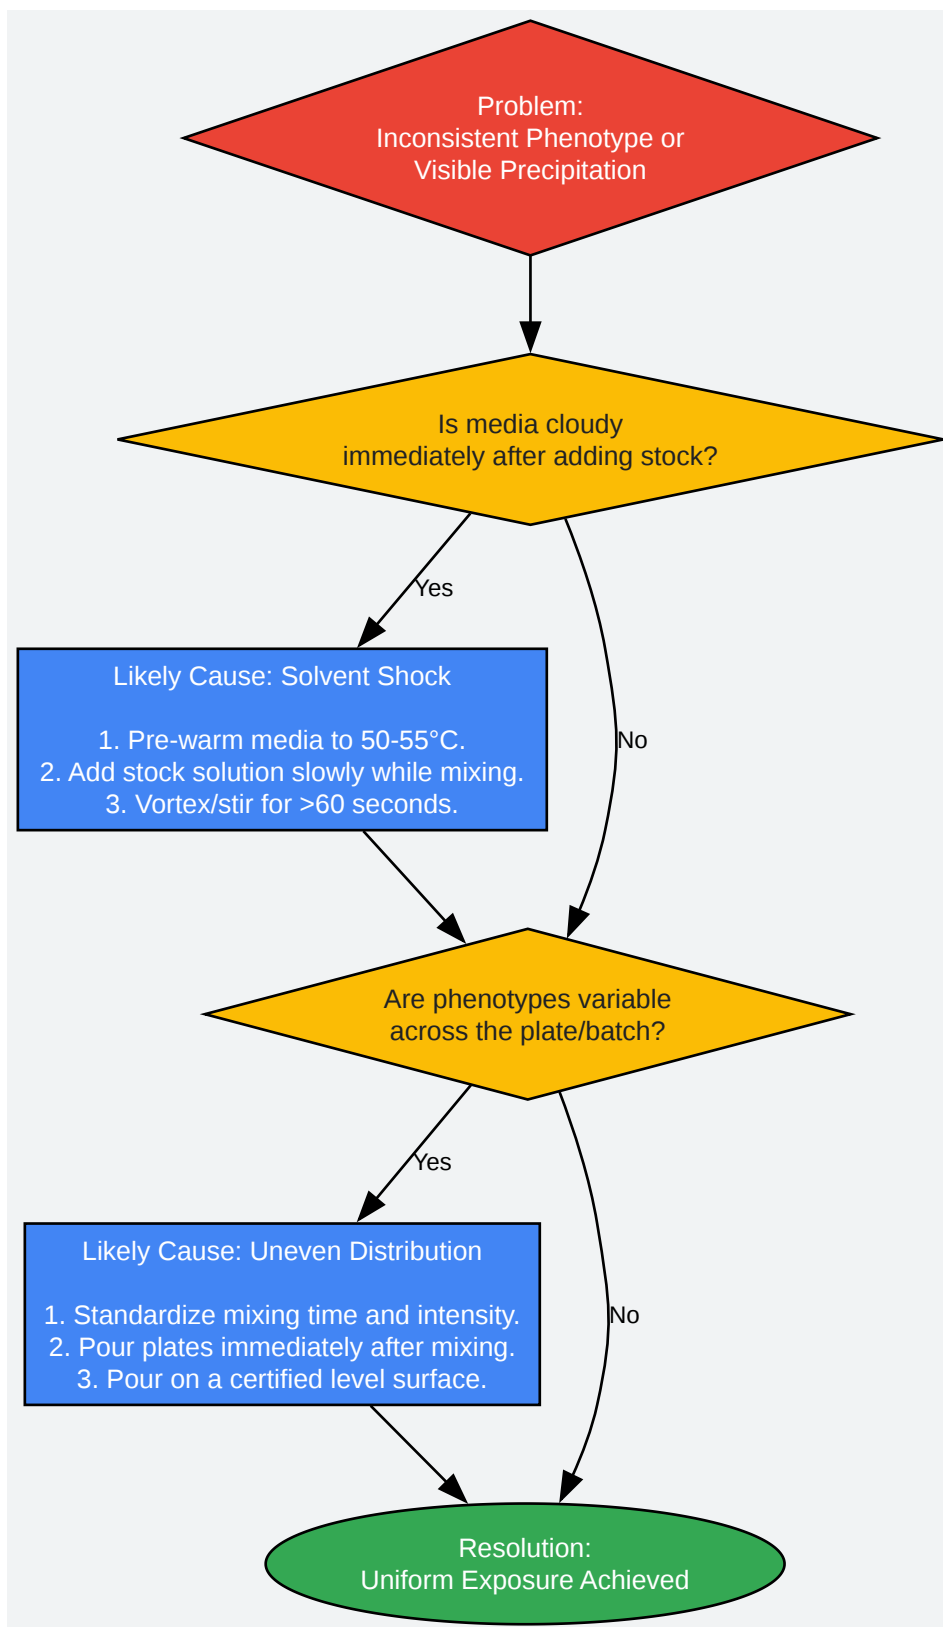 Problem:
Inconsistent Phenotype or
Visible Precipitation
Is media cloudy
immediately after adding stock?
Yes
Likely Cause: Solvent Shock
1. Pre-warm media to 50-55°C.
2. Add stock solution slowly while mixing.
3. Vortex/stir for >60 seconds.
No
Are phenotypes variable
across the plate/batch?
Yes
Likely Cause: Uneven Distribution
1. Standardize mixing time and intensity.
2. Pour plates immediately after mixing.
3. Pour on a certified level surface.
No
Resolution:
Uniform Exposure Achieved